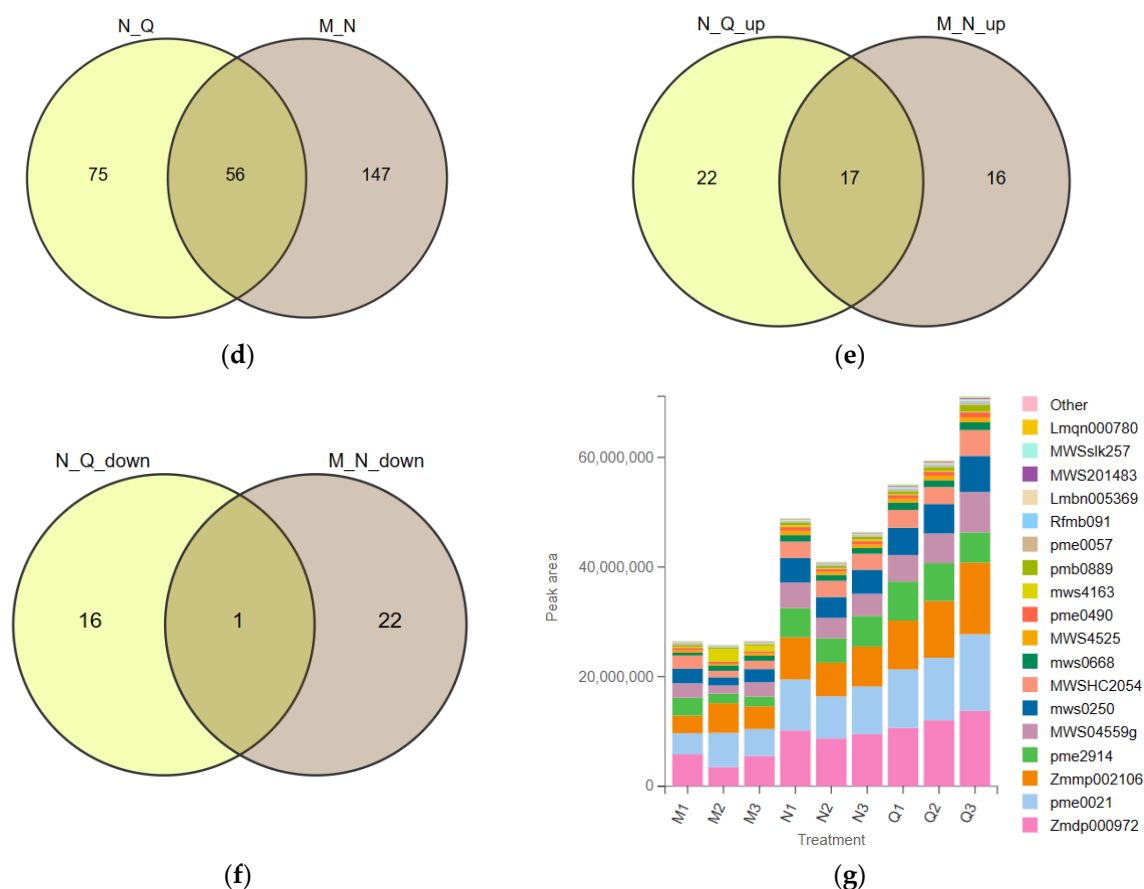 N_Q
M_N
75
56
147
(d)
N_Q_up
M_N_up
22
17
16
(e)
N_Q_down
M_N_down
16
1
22
(f)
Peak area
60,000,000
40,000,000
20,000,000
0
M1
M2
M3
N1
N2
N3
Q1
Q2
Q3
Treatment
Other
Lmqn000780
MWSslk257
MWS201483
Lmbn005369
Rfmb091
pme0057
pmb0889
mws4163
pme0490
MWS4525
mws0668
MWSHC2054
mws0250
MWS04559g
pme2914
Zmmp002106
pme0021
Zmdp000972
(g)